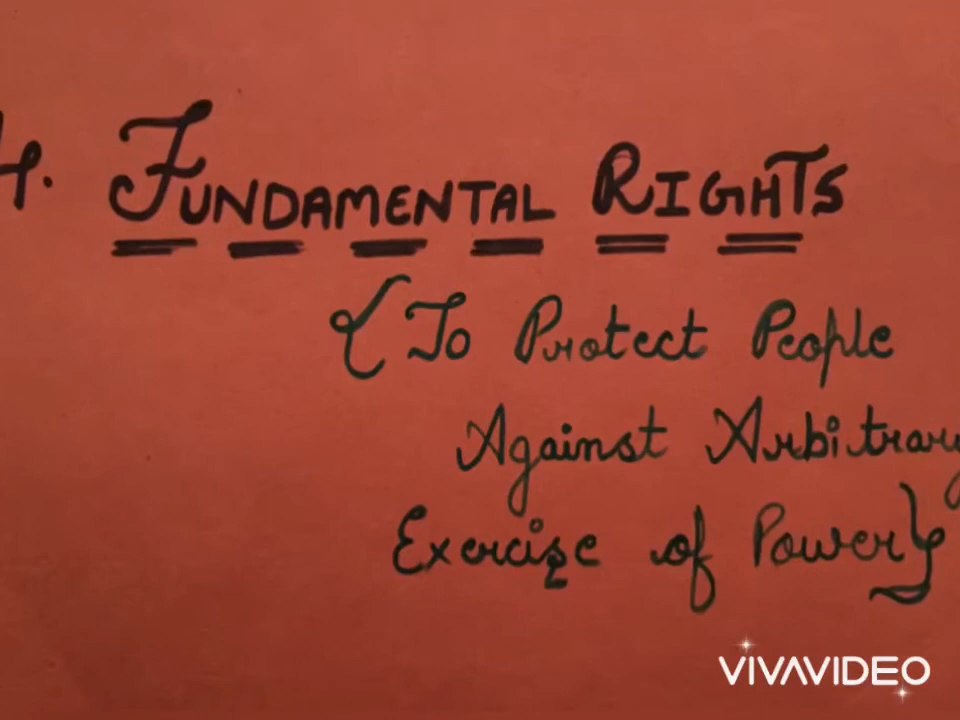 4. FUNDAMENTAL RIGHTS
{To Protect People
Against Arbitrary
Exercise of Power}
VIVAVIDEO